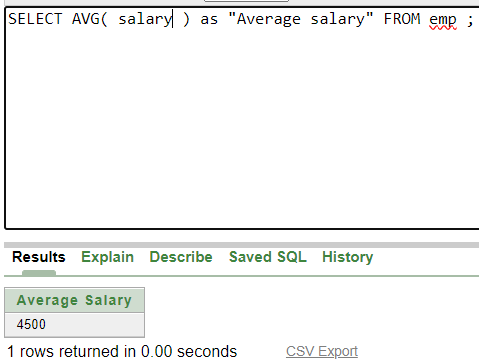 SELECT AVG( salary ) as "Average salary" FROM emp ;
Results Explain Describe Saved SQL History
Average Salary
4500
1 rows returned in 0.00 seconds CSV Export